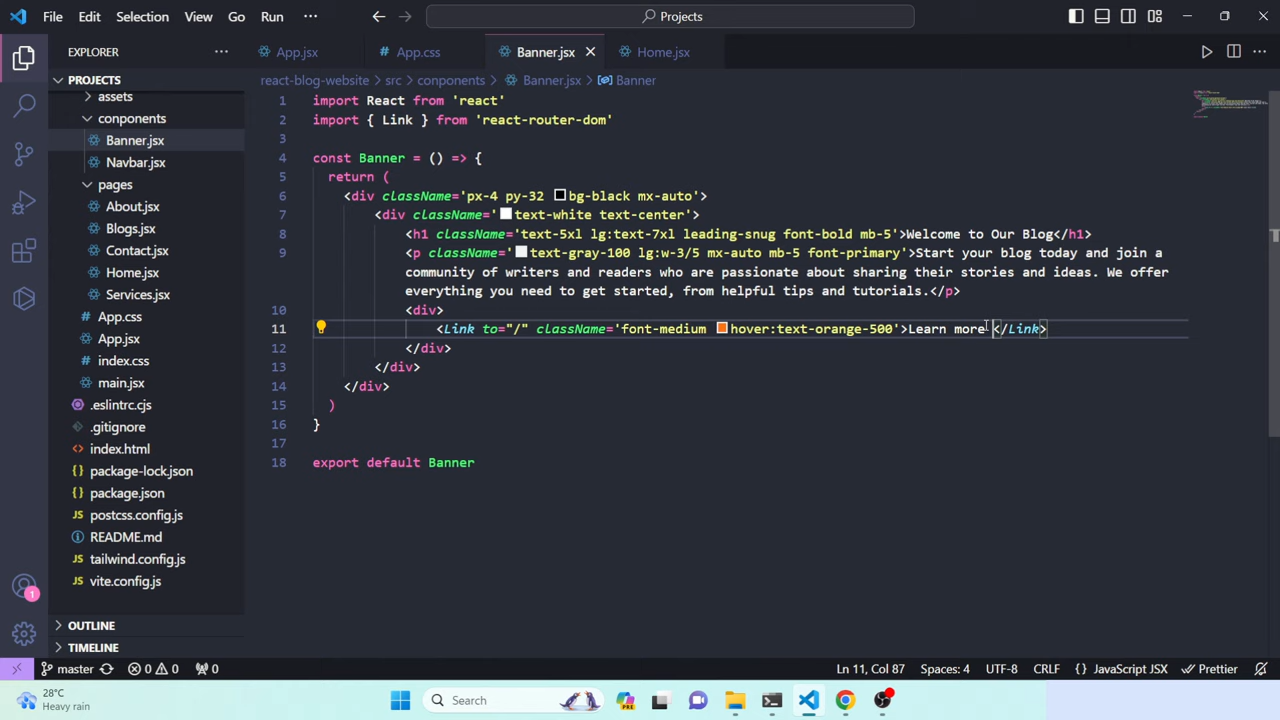 File Edit Selection View Go Run ··· Projects
EXPLORER ···
App.jsx App.css Banner.jsx Home.jsx
PROJECTS
react-blog-website > src > conponents > Banner.jsx > Banner
assets
conponents
Banner.jsx
Navbar.jsx
pages
About.jsx
Blogs.jsx
Contact.jsx
Home.jsx
Services.jsx
App.css
App.jsx
index.css
main.jsx
.eslintrc.cjs
.gitignore
index.html
package-lock.json
package.json
postcss.config.js
README.md
tailwind.config.js
vite.config.js
OUTLINE
TIMELINE
1 import React from 'react'
2 import { Link } from 'react-router-dom'
3
4 const Banner = () => {
5 return (
6 <div className='px-4 py-32 bg-black mx-auto'>
7 <div className='text-white text-center'>
8 <h1 className='text-5xl lg:text-7xl leading-snug font-bold mb-5'>Welcome to Our Blog</h1>
9 <p className='text-gray-100 lg:w-3/5 mx-auto mb-5 font-primary'>Start your blog today and join a
community of writers and readers who are passionate about sharing their stories and ideas. We offer
everything you need to get started, from helpful tips and tutorials.</p>
10 <div>
11 <Link to="/" className='font-medium hover:text-orange-500'>Learn more </Link>
12 </div>
13 </div>
14 </div>
15 )
16 }
17
18 export default Banner
1
master 0 0 0 Ln 11, Col 87 Spaces: 4 UTF-8 CRLF {} JavaScript JSX Prettier
28°C
Heavy rain
Search
PRE